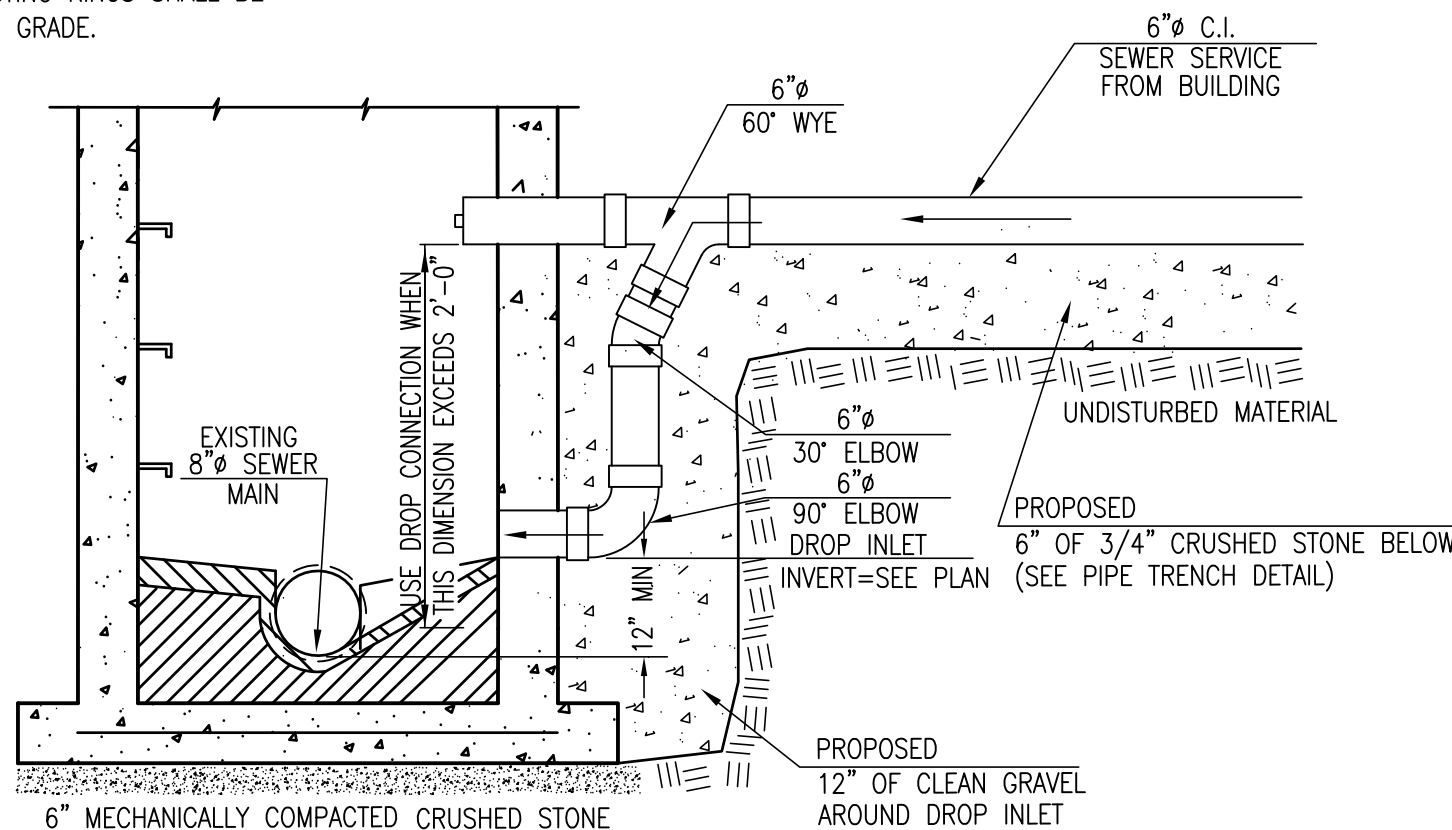 GRADE.
6"ø C.I.
SEWER SERVICE
FROM BUILDING
6"ø
60° WYE
USE DROP CONNECTION WHEN
THIS DIMENSION EXCEEDS 2'-0"
EXISTING
8"ø SEWER
MAIN
UNDISTURBED MATERIAL
6"ø
30° ELBOW
6"ø
90° ELBOW
DROP INLET
INVERT=SEE PLAN
12" MIN
PROPOSED
6" OF 3/4" CRUSHED STONE BELOW
(SEE PIPE TRENCH DETAIL)
PROPOSED
12" OF CLEAN GRAVEL
AROUND DROP INLET
6" MECHANICALLY COMPACTED CRUSHED STONE